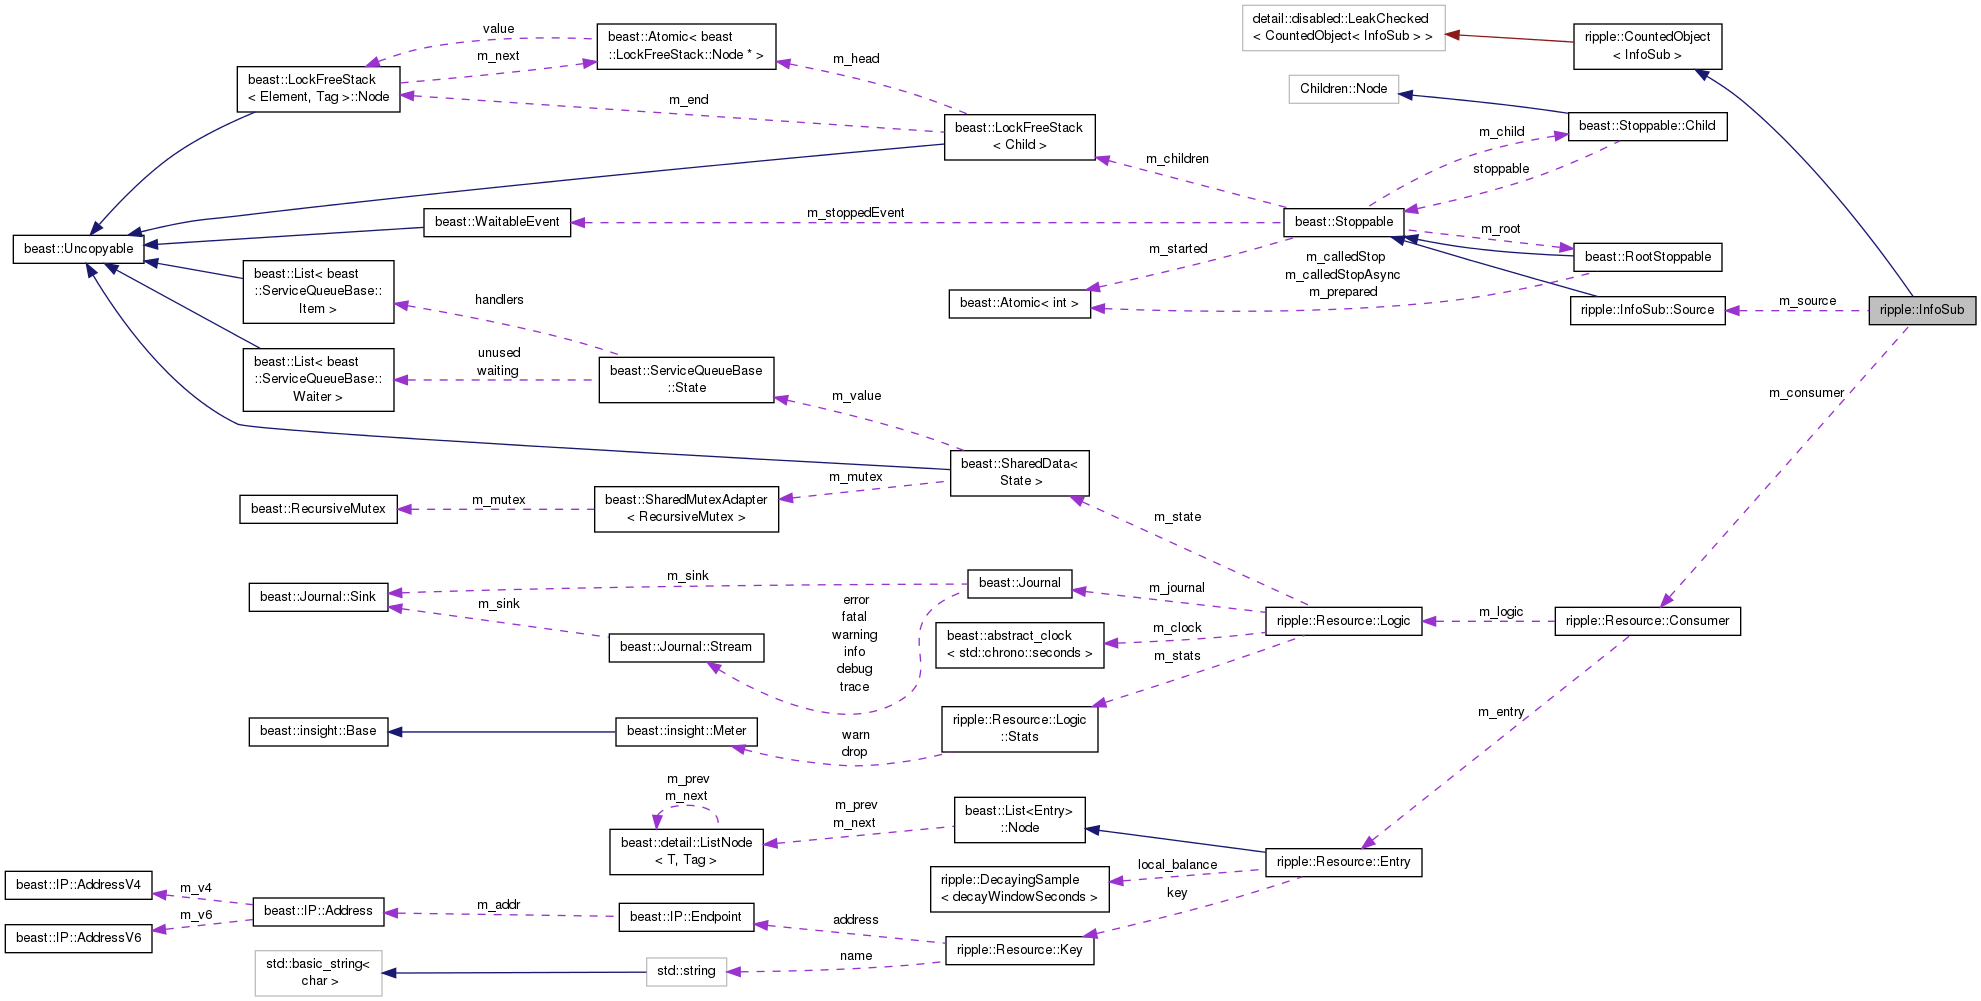 value
m_next
beast::Atomic< beast
::LockFreeStack::Node * >
beast::LockFreeStack
< Element, Tag >::Node
m_head
m_end
beast::LockFreeStack
< Child >
detail::disabled::LeakChecked
< CountedObject< InfoSub > >
ripple::CountedObject
< InfoSub >
Children::Node
beast::Stoppable::Child
m_child
stoppable
m_children
m_stoppedEvent
beast::WaitableEvent
beast::Uncopyable
beast::Stoppable
m_root
beast::RootStoppable
m_started
m_calledStop
m_calledStopAsync
m_prepared
beast::Atomic< int >
ripple::InfoSub::Source
m_source
ripple::InfoSub
beast::List< beast
::ServiceQueueBase::
Item >
handlers
beast::List< beast
::ServiceQueueBase::
Waiter >
unused
waiting
beast::ServiceQueueBase
::State
m_value
m_consumer
beast::SharedData<
State >
m_mutex
beast::SharedMutexAdapter
< RecursiveMutex >
m_mutex
beast::RecursiveMutex
m_state
beast::Journal::Sink
m_sink
m_sink
beast::Journal
m_journal
error
fatal
warning
info
debug
trace
beast::Journal::Stream
beast::abstract_clock
< std::chrono::seconds >
m_clock
m_stats
ripple::Resource::Logic
m_logic
ripple::Resource::Consumer
ripple::Resource::Logic
::Stats
beast::insight::Base
beast::insight::Meter
warn
drop
m_entry
m_prev
m_next
beast::detail::ListNode
< T, Tag >
m_prev
m_next
beast::List<Entry>
::Node
ripple::Resource::Entry
local_balance
key
ripple::DecayingSample
< decayWindowSeconds >
beast::IP::AddressV4
m_v4
m_v6
beast::IP::AddressV6
beast::IP::Address
m_addr
beast::IP::Endpoint
address
name
ripple::Resource::Key
std::basic_string<
char >
std::string